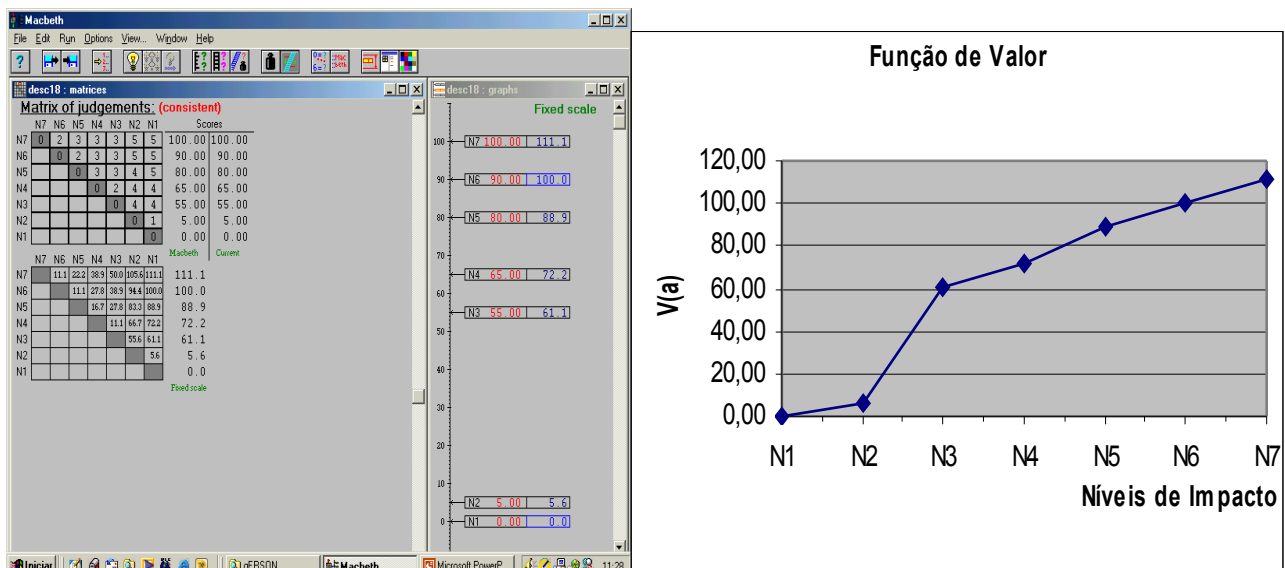 Macbeth
File Edit Run Options View... Window Help
desc18 : matrices
Matrix of judgements: (consistent)
N7 N6 N5 N4 N3 N2 N1 Scores
N7 0 2 3 3 3 5 5 100.00 100.00
N6 0 2 3 3 5 5 90.00 90.00
N5 0 3 3 4 5 80.00 80.00
N4 0 2 4 4 65.00 65.00
N3 0 4 4 55.00 55.00
N2 0 1 5.00 5.00
N1 0 0.00 0.00
Macbeth Current
N7 N6 N5 N4 N3 N2 N1
N7 11.1 22.2 38.9 50.0 105.6 111.1 111.1
N6 11.1 27.8 38.9 94.4 100.0 100.0
N5 16.7 27.8 83.3 88.9 88.9
N4 11.1 66.7 72.2 72.2
N3 55.6 61.1 61.1
N2 5.6 5.6
N1 0.0
Fixed scale
desc18 : graphs
Fixed scale
100 N7 100.00 111.1
90 N6 90.00 100.0
80 N5 80.00 88.9
70
N4 65.00 72.2
60
N3 55.00 61.1
50
40
30
20
10
N2 5.00 5.6
0 N1 0.00 0.0
Iniciar gERSON Macbeth Microsoft PowerP... 11:28
Função de Valor
120,00
100,00
80,00
60,00
40,00
20,00
0,00
V(a)
N1 N2 N3 N4 N5 N6 N7
Níveis de Impacto